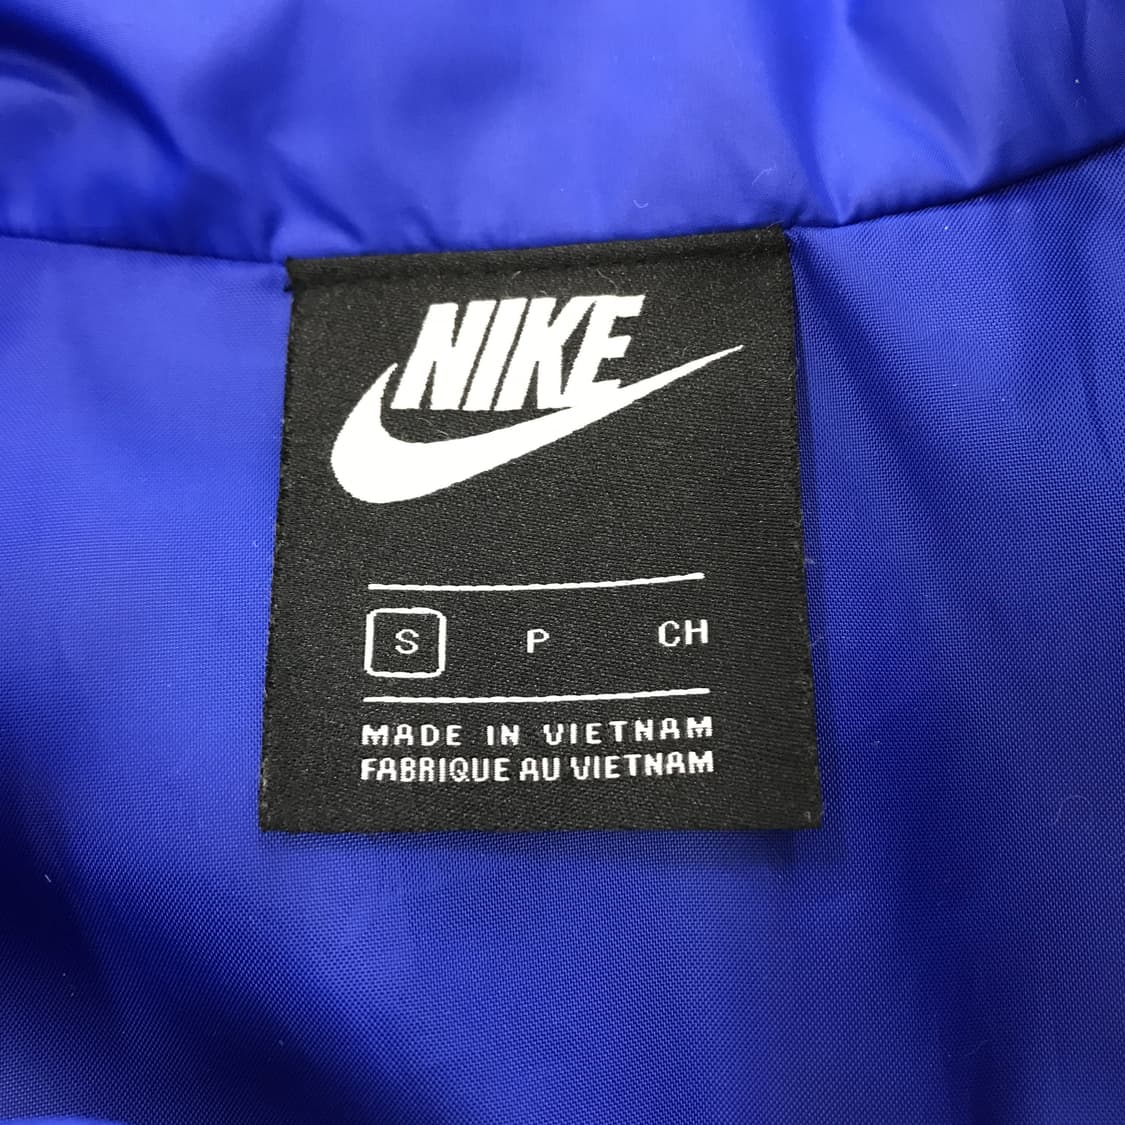 NIKE
S P CH
MADE IN VIETNAM
FABRIQUE AU VIETNAM